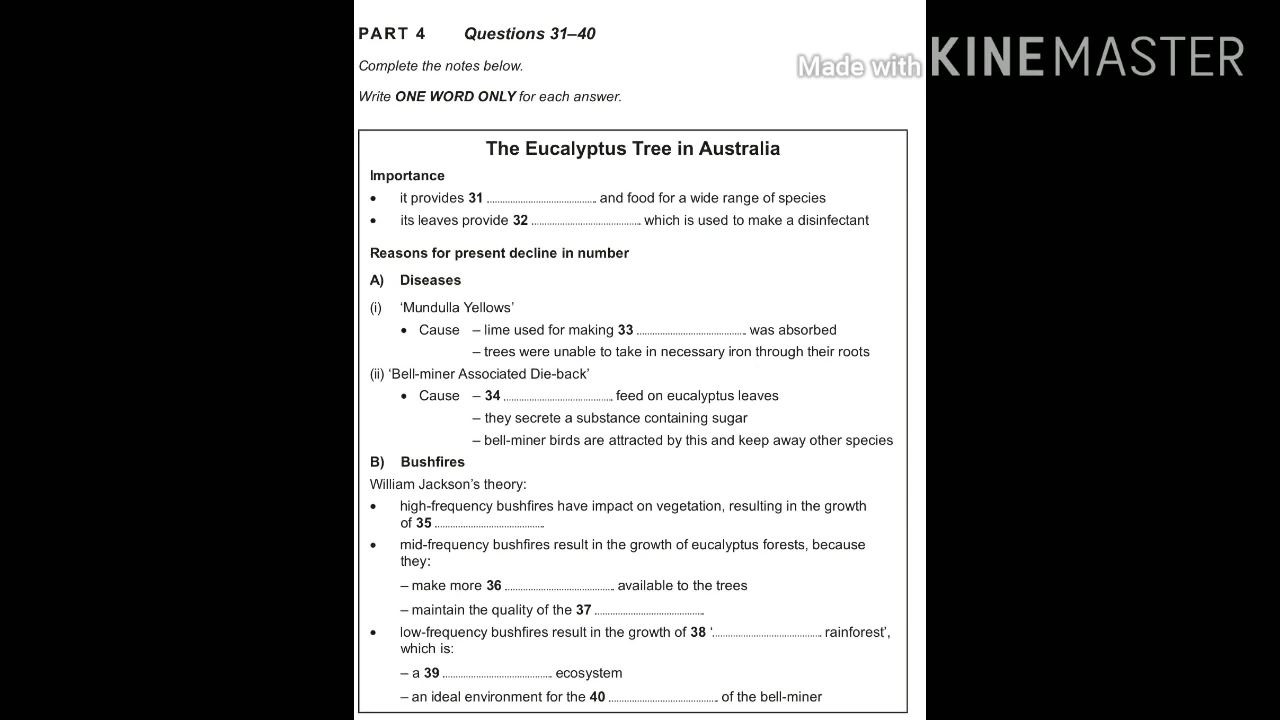 PART 4 Questions 31–40
Made with KINEMASTER
Complete the notes below.
Write ONE WORD ONLY for each answer.
The Eucalyptus Tree in Australia
Importance
• it provides 31 .................................... and food for a wide range of species
• its leaves provide 32 .................................... which is used to make a disinfectant
Reasons for present decline in number
A) Diseases
(i) ‘Mundulla Yellows’
• Cause – lime used for making 33 .................................... was absorbed
– trees were unable to take in necessary iron through their roots
(ii) ‘Bell-miner Associated Die-back’
• Cause – 34 .................................... feed on eucalyptus leaves
– they secrete a substance containing sugar
– bell-miner birds are attracted by this and keep away other species
B) Bushfires
William Jackson’s theory:
• high-frequency bushfires have impact on vegetation, resulting in the growth
of 35 ....................................
• mid-frequency bushfires result in the growth of eucalyptus forests, because
they:
– make more 36 .................................... available to the trees
– maintain the quality of the 37 ....................................
• low-frequency bushfires result in the growth of 38 ‘.................................... rainforest’,
which is:
– a 39 .................................... ecosystem
– an ideal environment for the 40 .................................... of the bell-miner